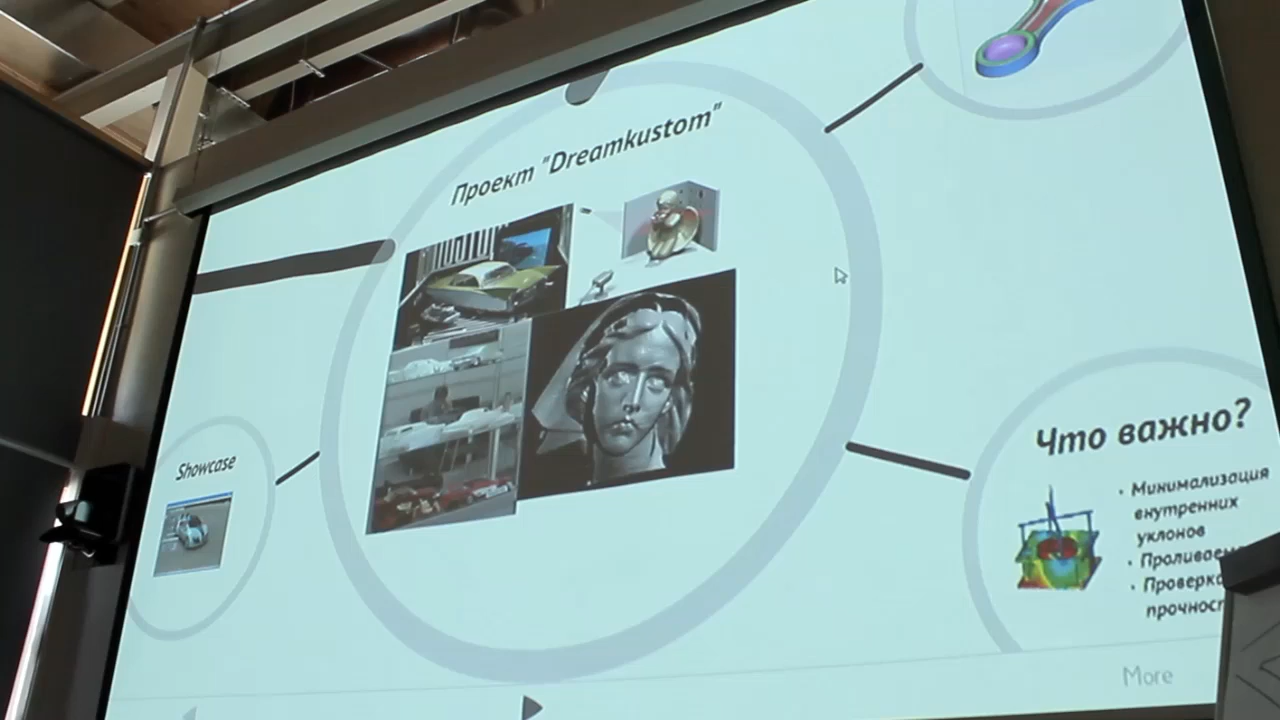 Проект "Dreamkustom"
Showcase
Что важно?
• Минимализация
внутренних
уклонов
•
•
More